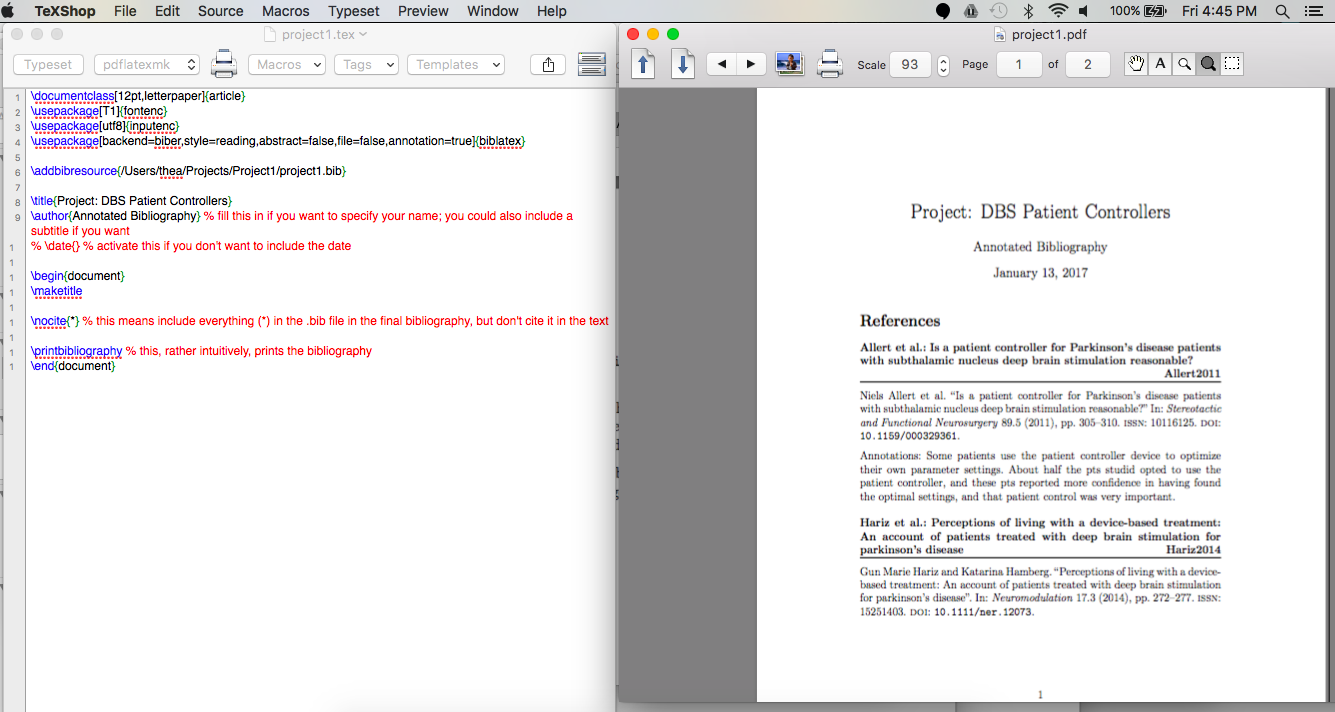 TeXShop File Edit Source Macros Typeset Preview Window Help 100% Fri 4:45 PM
project1.tex
Typeset pdflatexmk Macros Tags Templates
1 \documentclass[12pt,letterpaper]{article}
2 \usepackage[T1]{fontenc}
3 \usepackage[utf8]{inputenc}
4 \usepackage[backend=biber,style=reading,abstract=false,file=false,annotation=true]{biblatex}
5
6 \addbibresource{/Users/thea/Projects/Project1/project1.bib}
7
8 \title{Project: DBS Patient Controllers}
9 \author{Annotated Bibliography} % fill this in if you want to specify your name; you could also include a
subtitle if you want
1 % \date{} % activate this if you don't want to include the date
1
1 \begin{document}
1 \maketitle
1
1 \nocite{*} % this means include everything (*) in the .bib file in the final bibliography, but don't cite it in the text
1
1 \printbibliography % this, rather intuitively, prints the bibliography
1 \end{document}
project1.pdf
Scale 93 Page 1 of 2 A
Project: DBS Patient Controllers
Annotated Bibliography
January 13, 2017
References
Allert et al.: Is a patient controller for Parkinson's disease patients
with subthalamic nucleus deep brain stimulation reasonable?
Allert2011
Niels Allert et al. “Is a patient controller for Parkinson's disease patients
with subthalamic nucleus deep brain stimulation reasonable?” In: Stereotactic
and Functional Neurosurgery 89.5 (2011), pp. 305–310. ISSN: 10116125. DOI:
10.1159/000329361.
Annotations: Some patients use the patient controller device to optimize
their own parameter settings. About half the pts studid opted to use the
patient controller, and these pts reported more confidence in having found
the optimal settings, and that patient control was very important.
Hariz et al.: Perceptions of living with a device-based treatment:
An account of patients treated with deep brain stimulation for
parkinson's disease Hariz2014
Gun Marie Hariz and Katarina Hamberg. “Perceptions of living with a device-
based treatment: An account of patients treated with deep brain stimulation
for parkinson's disease”. In: Neuromodulation 17.3 (2014), pp. 272–277. ISSN:
15251403. DOI: 10.1111/ner.12073.
1